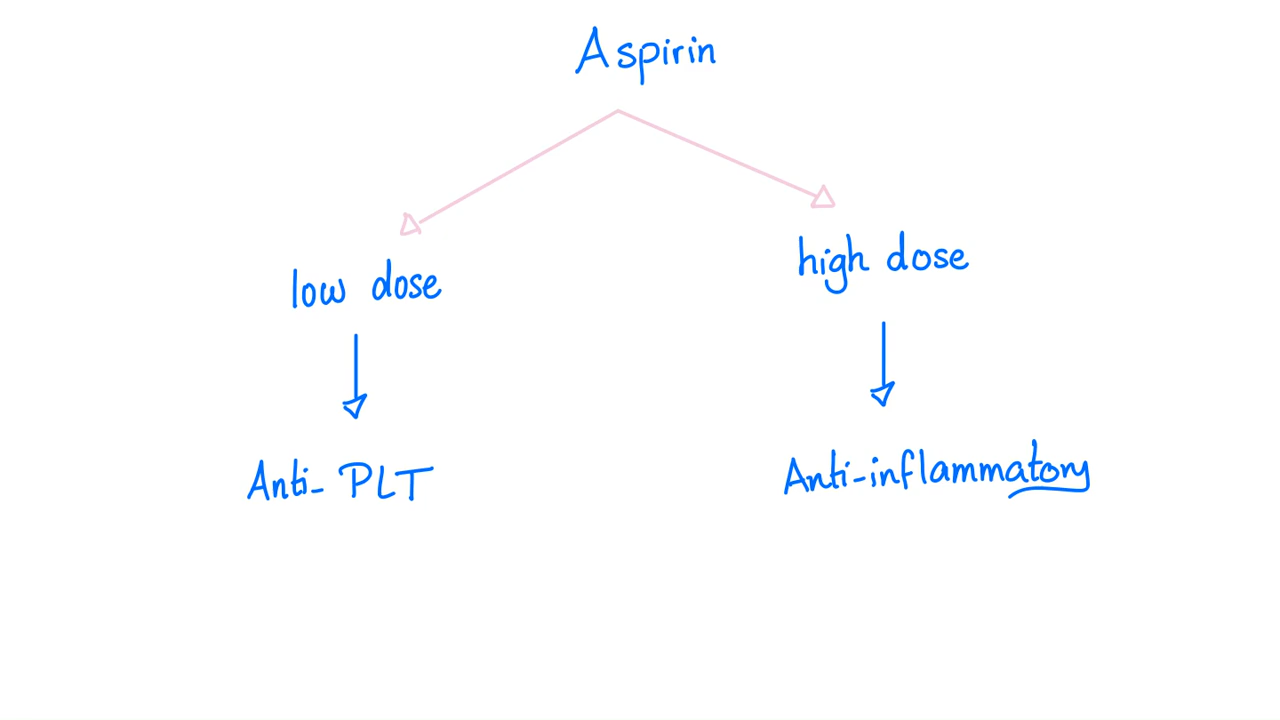 Aspirin
low dose
high dose
Anti-PLT
Anti-inflammatory